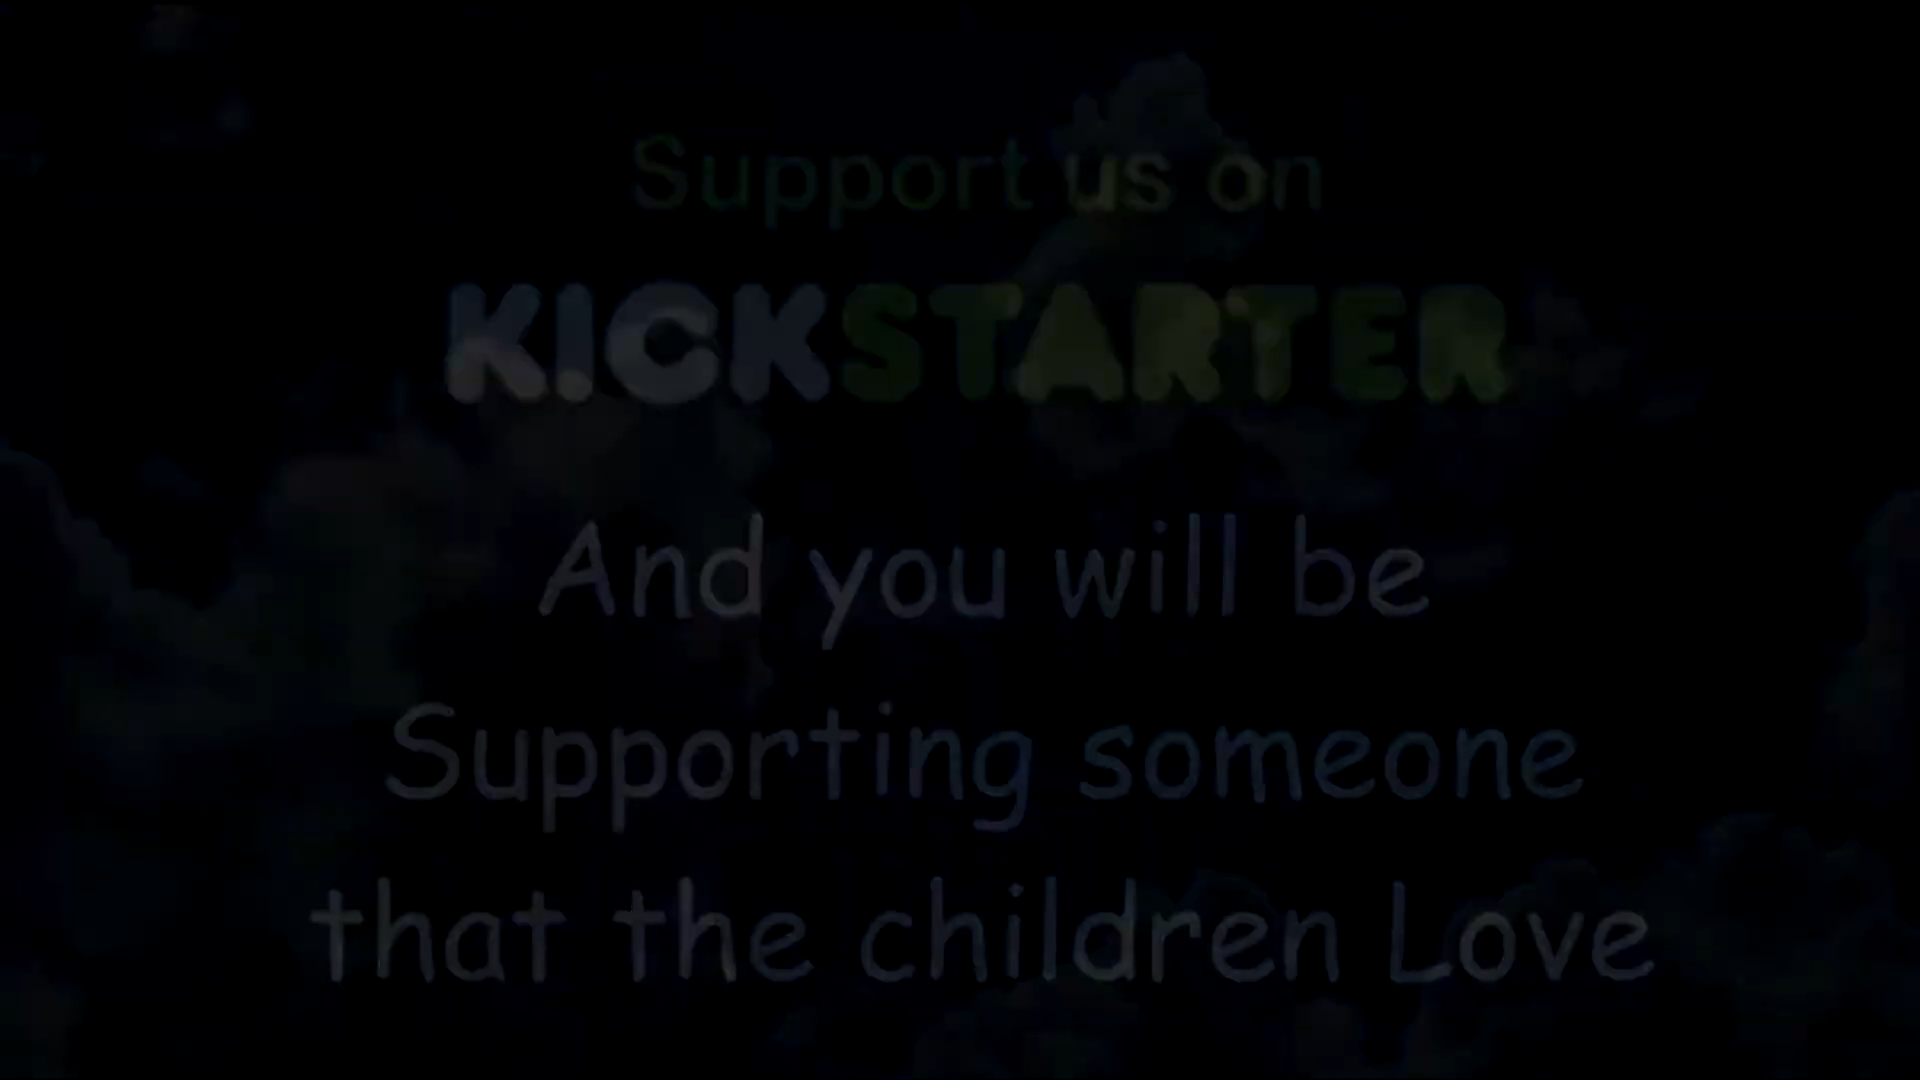 Support us on
KICKSTARTER
And you will be
Supporting someone
that the children Love